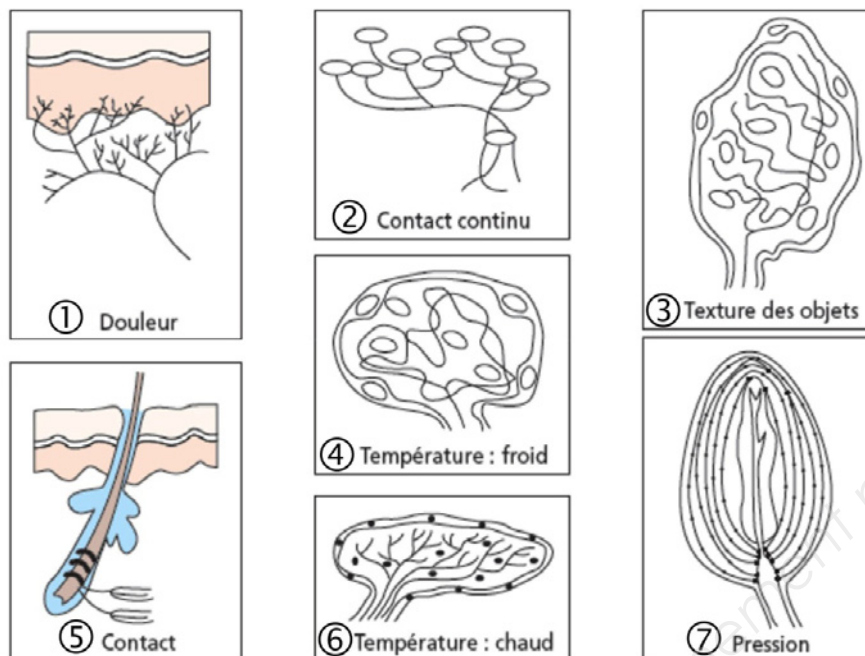 ① Douleur
② Contact continu
③ Texture des objets
④ Température : froid
⑤ Contact
⑥ Température : chaud
⑦ Pression